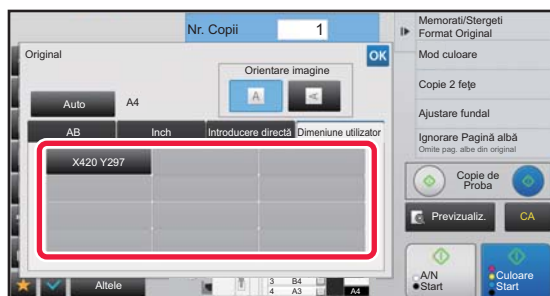 Nr. Copii 1
Original
OK
Orientare imagine
A
A
Auto A4
AB Inch Introducere directă Dimeniune utilizator
X420 Y297
Memorati/Stergeti
Format Original
Mod culoare
Copie 2 feţe
Ajustare fundal
Ignorare Pagină albă
Omite pag. albe din original
Copie de
Proba
Previzualiz. CA
A/N
Start
Culoare
Start
Altele
3 B4
4 A3
A4